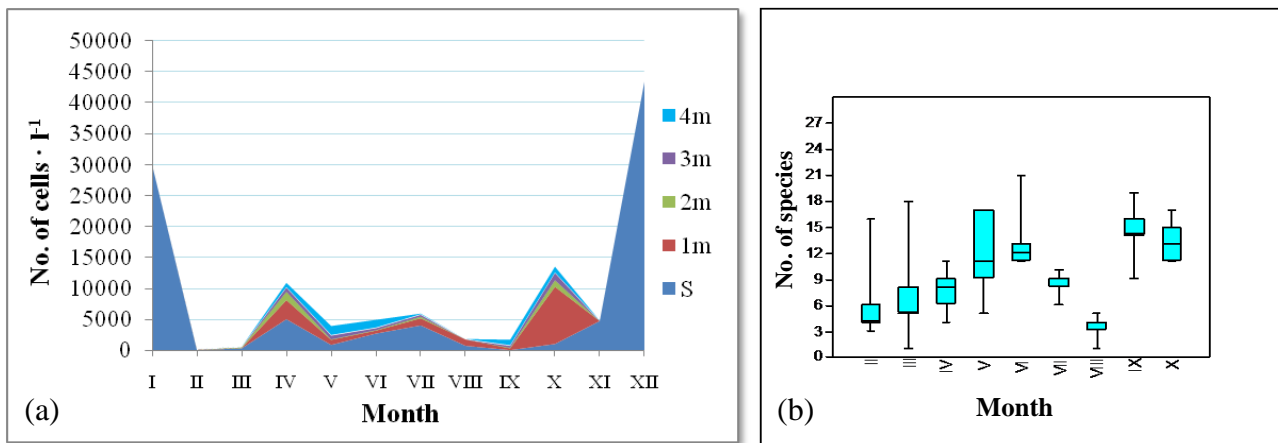 50000
45000
40000
35000
30000
25000
20000
15000
10000
5000
0
No. of cells · l⁻¹
I II III IV V VI VII VIII IX X XI XII
Month
4m
3m
2m
1m
S
(a)
27
24
21
18
15
12
9
6
3
0
No. of species
II III IV V VI VII VIII IX X
Month
(b)